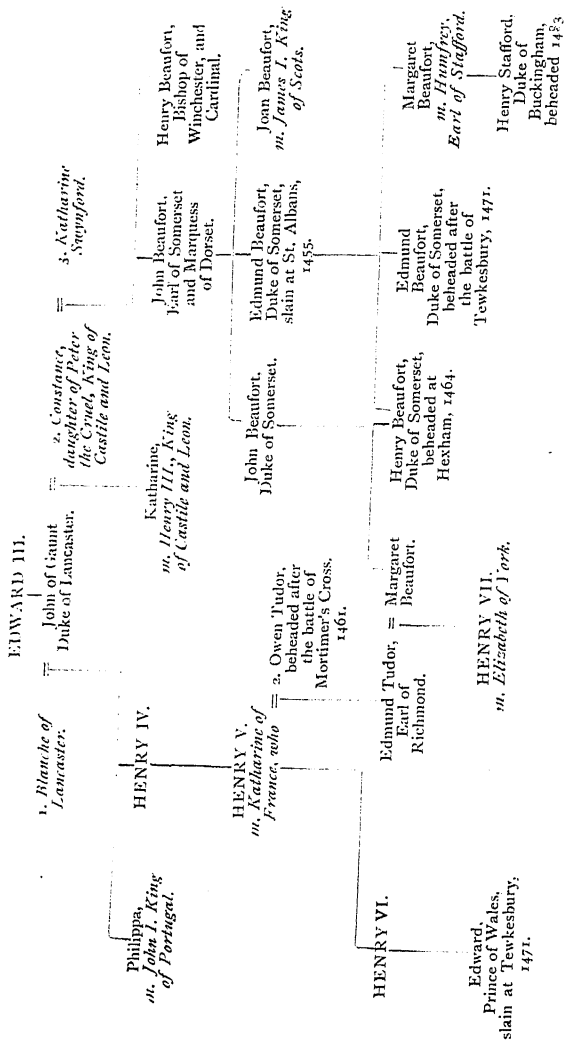 EDWARD III.
1. Blanche of
Lancaster.
=
John of Gaunt
Duke of Lancaster.
=
2. Constance,
daughter of Peter
the Cruel, King of
Castile and Leon.
=
3. Katharine
Swynford.
Philippa,
m. John I. King
of Portugal.
HENRY IV.
Katharine,
m. Henry III., King
of Castile and Leon.
John Beaufort.
Earl of Somerset
and Marquess
of Dorset.
Henry Beaufort,
Bishop of
Winchester, and
Cardinal.
HENRY V.
m. Katharine of
France, who
=
2. Owen Tudor,
beheaded after
the battle of
Mortimer's Cross.
1461.
John Beaufort.
Duke of Somerset.
Edmund Beaufort,
Duke of Somerset,
slain at St. Albans,
1455.
Joan Beaufort,
m. James I. King
of Scots.
HENRY VI.
Edmund Tudor,
Earl of
Richmond.
=
Margaret
Beaufort.
Henry Beaufort,
Duke of Somerset,
beheaded at
Hexham, 1464.
Edmund
Beaufort,
Duke of Somerset,
beheaded after
the battle of
Tewkesbury, 1471.
Margaret
Beaufort,
m. Humfrey,
Earl of Stafford.
Edward,
Prince of Wales,
slain at Tewkesbury,
1471.
HENRY VII.
m. Elizabeth of York.
Henry Stafford.
Duke of
Buckingham,
beheaded 1483